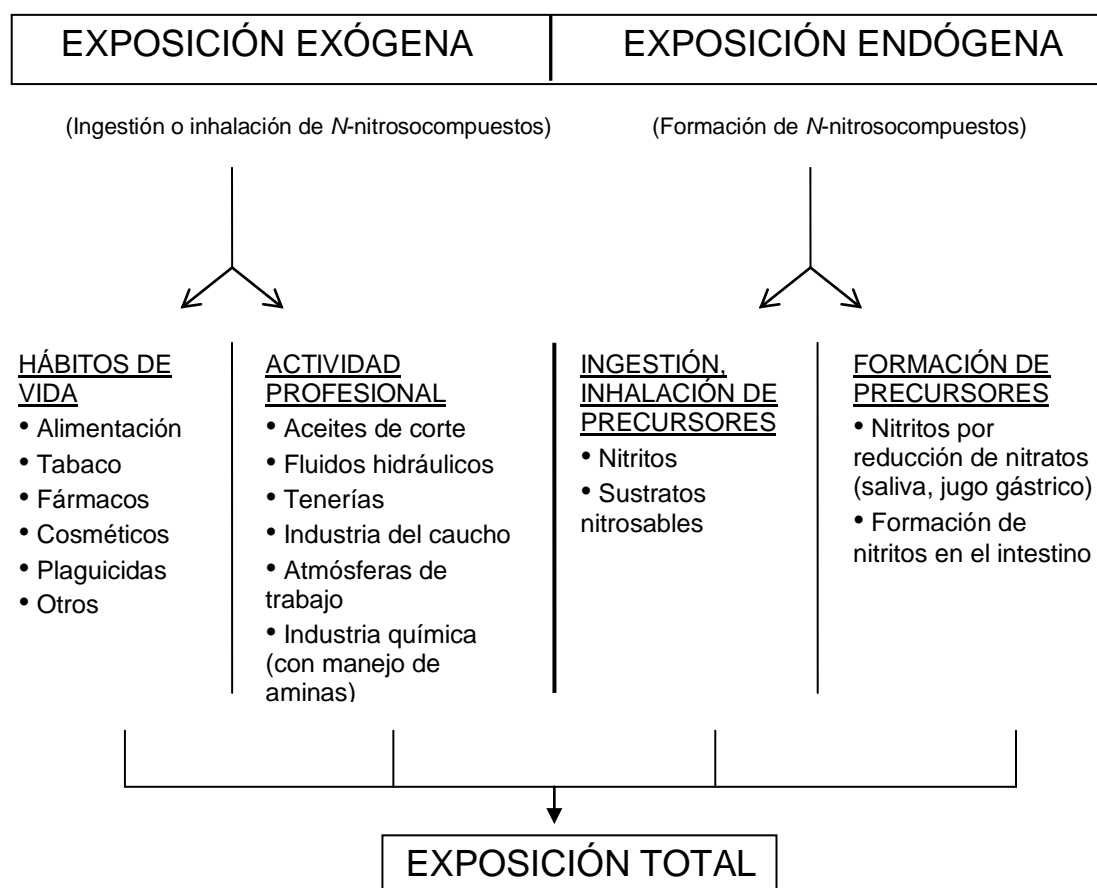 EXPOSICIÓN EXÓGENA
EXPOSICIÓN ENDÓGENA
(Ingestión o inhalación de N-nitrosocompuestos)
(Formación de N-nitrosocompuestos)
HÁBITOS DE
VIDA
• Alimentación
• Tabaco
• Fármacos
• Cosméticos
• Plaguicidas
• Otros
ACTIVIDAD
PROFESIONAL
• Aceites de corte
• Fluidos hidráulicos
• Tenerías
• Industria del caucho
• Atmósferas de
trabajo
• Industria química
(con manejo de
aminas)
INGESTIÓN,
INHALACIÓN DE
PRECURSORES
• Nitritos
• Sustratos
nitrosables
FORMACIÓN DE
PRECURSORES
• Nitritos por
reducción de nitratos
(saliva, jugo gástrico)
• Formación de
nitritos en el intestino
EXPOSICIÓN TOTAL